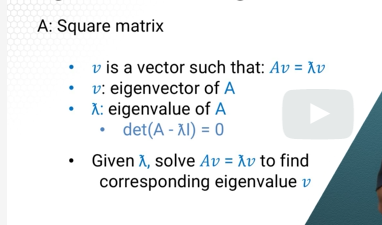 A: Square matrix
• v is a vector such that: Av = λv
• v: eigenvector of A
• λ: eigenvalue of A
• det(A - λI) = 0
• Given λ, solve Av = λv to find
corresponding eigenvalue v